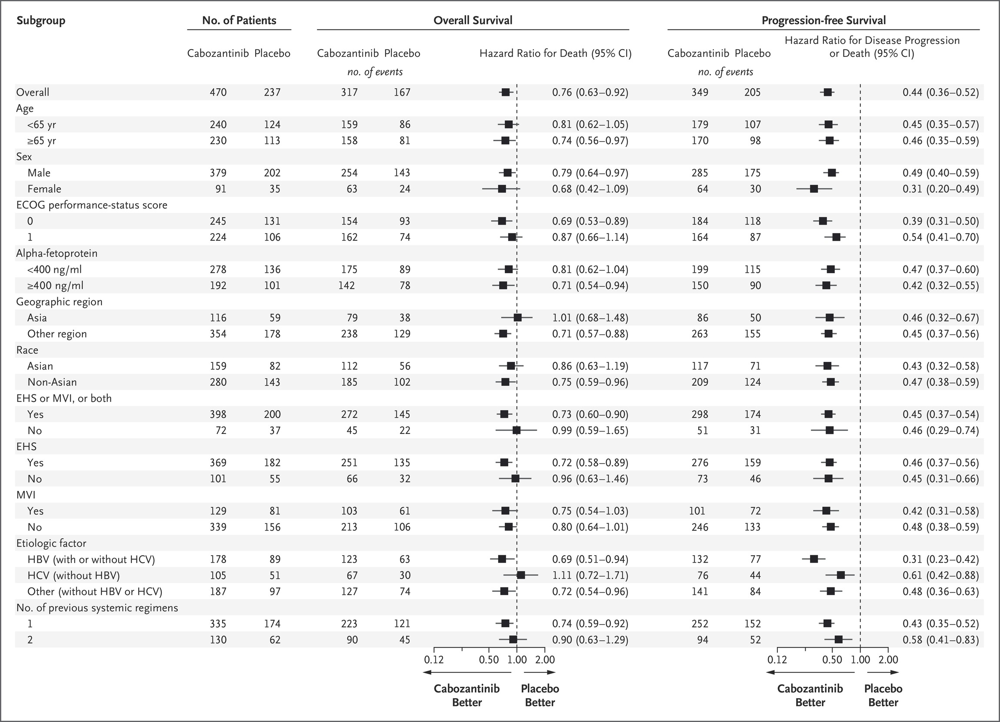 Subgroup No. of Patients Overall Survival Progression-free Survival
Cabozantinib Placebo Cabozantinib Placebo Hazard Ratio for Death (95% CI) Cabozantinib Placebo Hazard Ratio for Disease Progression
or Death (95% CI)
no. of events no. of events
Overall 470 237 317 167 0.76 (0.63–0.92) 349 205 0.44 (0.36–0.52)
Age
<65 yr 240 124 159 86 0.81 (0.62–1.05) 179 107 0.45 (0.35–0.57)
≥65 yr 230 113 158 81 0.74 (0.56–0.97) 170 98 0.46 (0.35–0.59)
Sex
Male 379 202 254 143 0.79 (0.64–0.97) 285 175 0.49 (0.40–0.59)
Female 91 35 63 24 0.68 (0.42–1.09) 64 30 0.31 (0.20–0.49)
ECOG performance-status score
0 245 131 154 93 0.69 (0.53–0.89) 184 118 0.39 (0.31–0.50)
1 224 106 162 74 0.87 (0.66–1.14) 164 87 0.54 (0.41–0.70)
Alpha-fetoprotein
<400 ng/ml 278 136 175 89 0.81 (0.62–1.04) 199 115 0.47 (0.37–0.60)
≥400 ng/ml 192 101 142 78 0.71 (0.54–0.94) 150 90 0.42 (0.32–0.55)
Geographic region
Asia 116 59 79 38 1.01 (0.68–1.48) 86 50 0.46 (0.32–0.67)
Other region 354 178 238 129 0.71 (0.57–0.88) 263 155 0.45 (0.37–0.56)
Race
Asian 159 82 112 56 0.86 (0.63–1.19) 117 71 0.43 (0.32–0.58)
Non-Asian 280 143 185 102 0.75 (0.59–0.96) 209 124 0.47 (0.38–0.59)
EHS or MVI, or both
Yes 398 200 272 145 0.73 (0.60–0.90) 298 174 0.45 (0.37–0.54)
No 72 37 45 22 0.99 (0.59–1.65) 51 31 0.46 (0.29–0.74)
EHS
Yes 369 182 251 135 0.72 (0.58–0.89) 276 159 0.46 (0.37–0.56)
No 101 55 66 32 0.96 (0.63–1.46) 73 46 0.45 (0.31–0.66)
MVI
Yes 129 81 103 61 0.75 (0.54–1.03) 101 72 0.42 (0.31–0.58)
No 339 156 213 106 0.80 (0.64–1.01) 246 133 0.48 (0.38–0.59)
Etiologic factor
HBV (with or without HCV) 178 89 123 63 0.69 (0.51–0.94) 132 77 0.31 (0.23–0.42)
HCV (without HBV) 105 51 67 30 1.11 (0.72–1.71) 76 44 0.61 (0.42–0.88)
Other (without HBV or HCV) 187 97 127 74 0.72 (0.54–0.96) 141 84 0.48 (0.36–0.63)
No. of previous systemic regimens
1 335 174 223 121 0.74 (0.59–0.92) 252 152 0.43 (0.35–0.52)
2 130 62 90 45 0.90 (0.63–1.29) 94 52 0.58 (0.41–0.83)
0.12 0.50 1.00 2.00 0.12 0.50 1.00 2.00
Cabozantinib Placebo Cabozantinib Placebo
Better Better Better Better